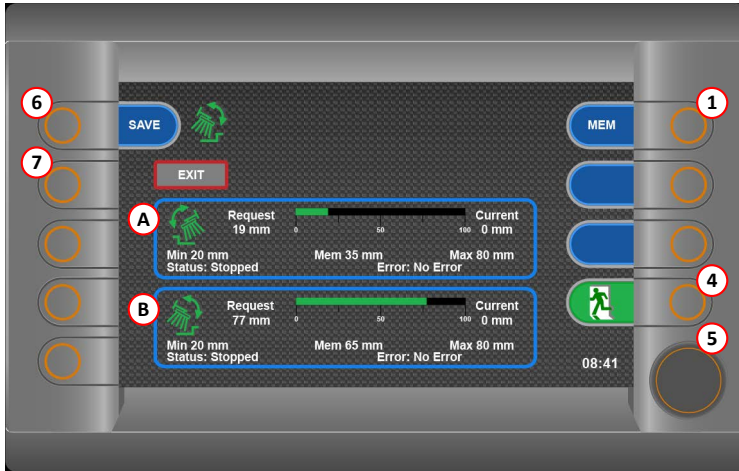 6
1
SAVE
MEM
7
EXIT
A
Request
19 mm
0 50 100
Current
0 mm
Min 20 mm Mem 35 mm Max 80 mm
Status: Stopped Error: No Error
4
B
Request
77 mm
0 50 100
Current
0 mm
Min 20 mm Mem 65 mm Max 80 mm
Status: Stopped Error: No Error
5
08:41